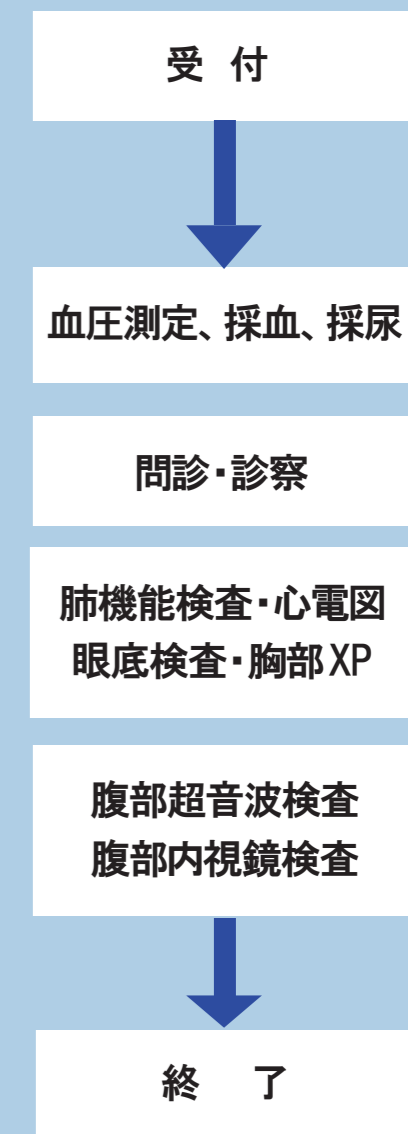 受 付
血圧測定、採血、採尿
問診・診察
肺機能検査・心電図
眼底検査・胸部XP
腹部超音波検査
腹部内視鏡検査
終 了